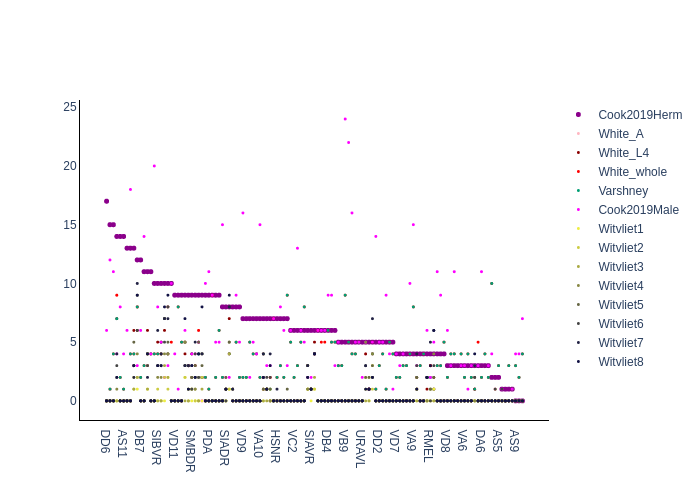 25
20
15
10
5
0
DD6
AS11
DB7
SIBVR
VD11
SMBDR
PDA
SIADR
VD9
VA10
HSNR
VC2
SIAVR
DB4
VB9
URAVL
DD2
VD7
VA9
RMEL
VD8
VA6
DA6
AS5
AS9
Cook2019Herm
White_A
White_L4
White_whole
Varshney
Cook2019Male
Witvliet1
Witvliet2
Witvliet3
Witvliet4
Witvliet5
Witvliet6
Witvliet7
Witvliet8